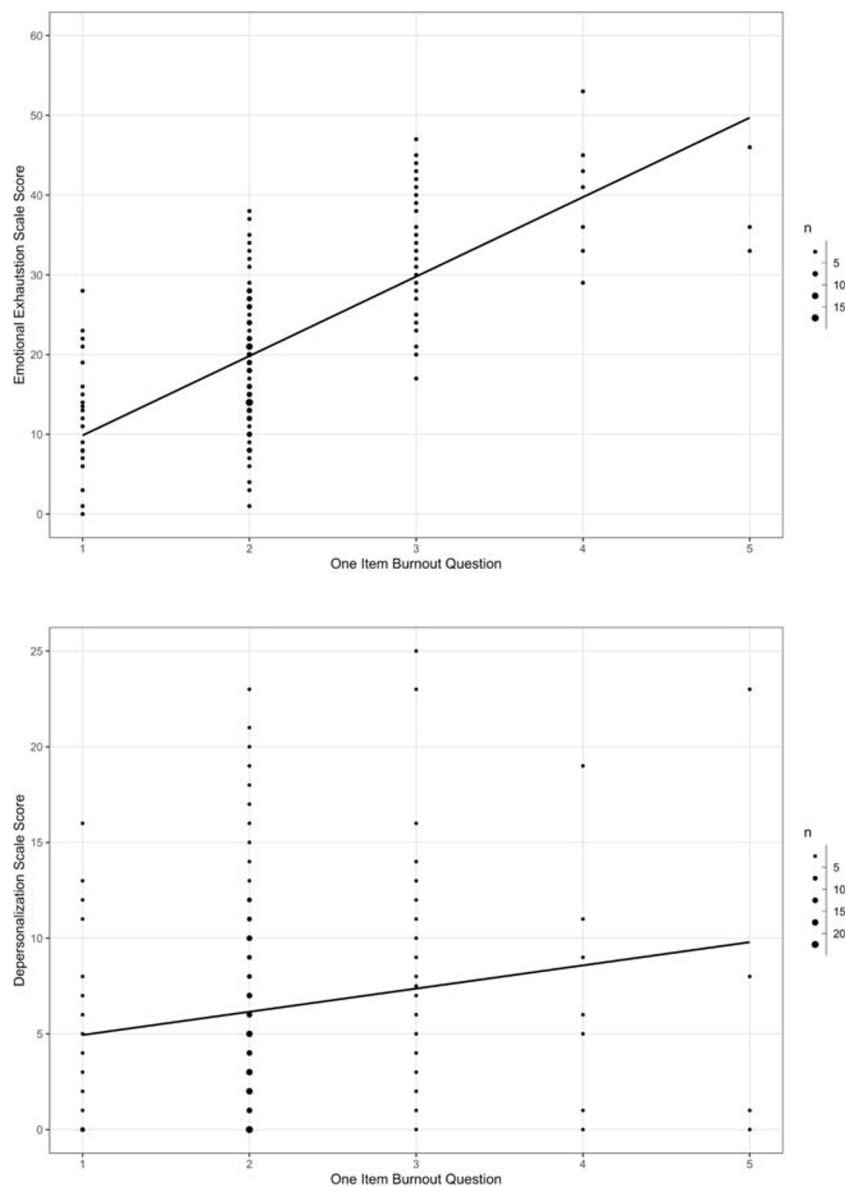 60
50
40
30
20
10
0
Emotional Exhautstion Scale Score
1 2 3 4 5
One Item Burnout Question
n
5
10
15
25
20
15
10
5
0
Depersonalization Scale Score
1 2 3 4 5
One Item Burnout Question
n
5
10
15
20